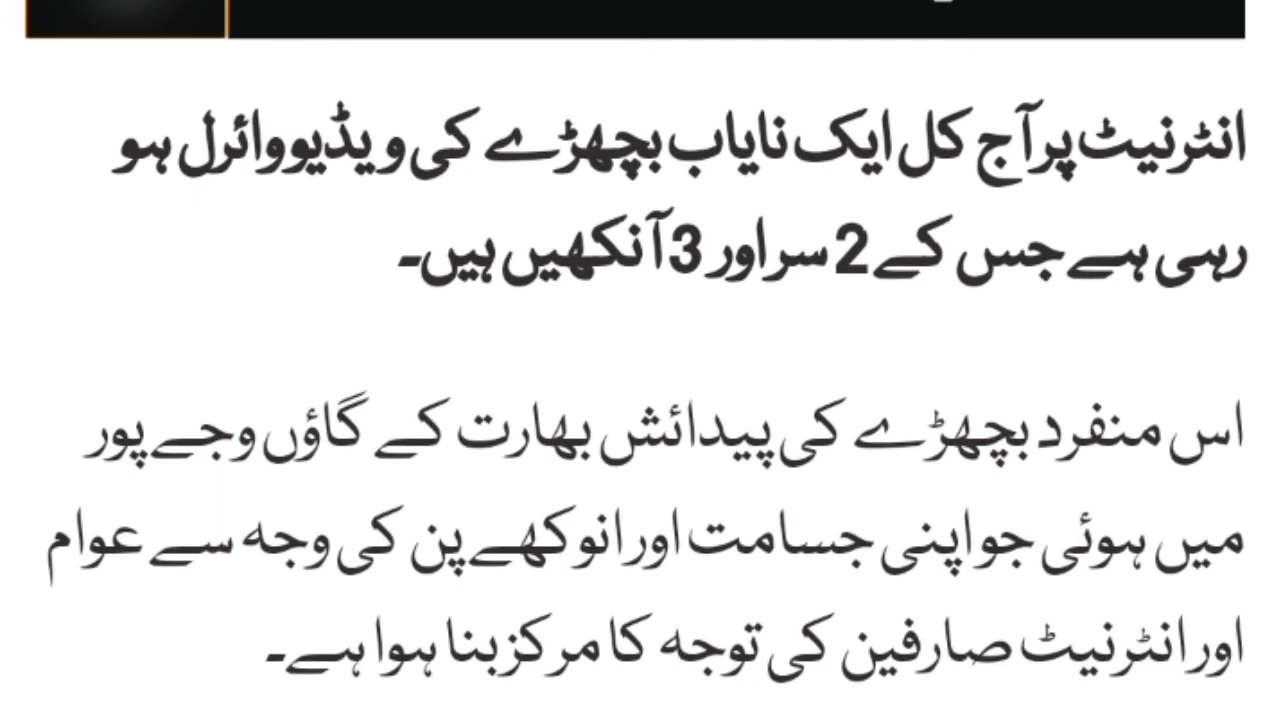 انٹرنیٹ پر آج کل ایک نایاب بچھڑے کی ویڈیو وائرل ہو
رہی ہے جس کے 2 سر اور 3 آنکھیں ہیں۔
اس منفرد بچھڑے کی پیدائش بھارت کے گاؤں وجے پور
میں ہوئی جو اپنی جسامت اور انوکھے پن کی وجہ سے عوام
اور انٹرنیٹ صارفین کی توجہ کا مرکز بنا ہوا ہے۔